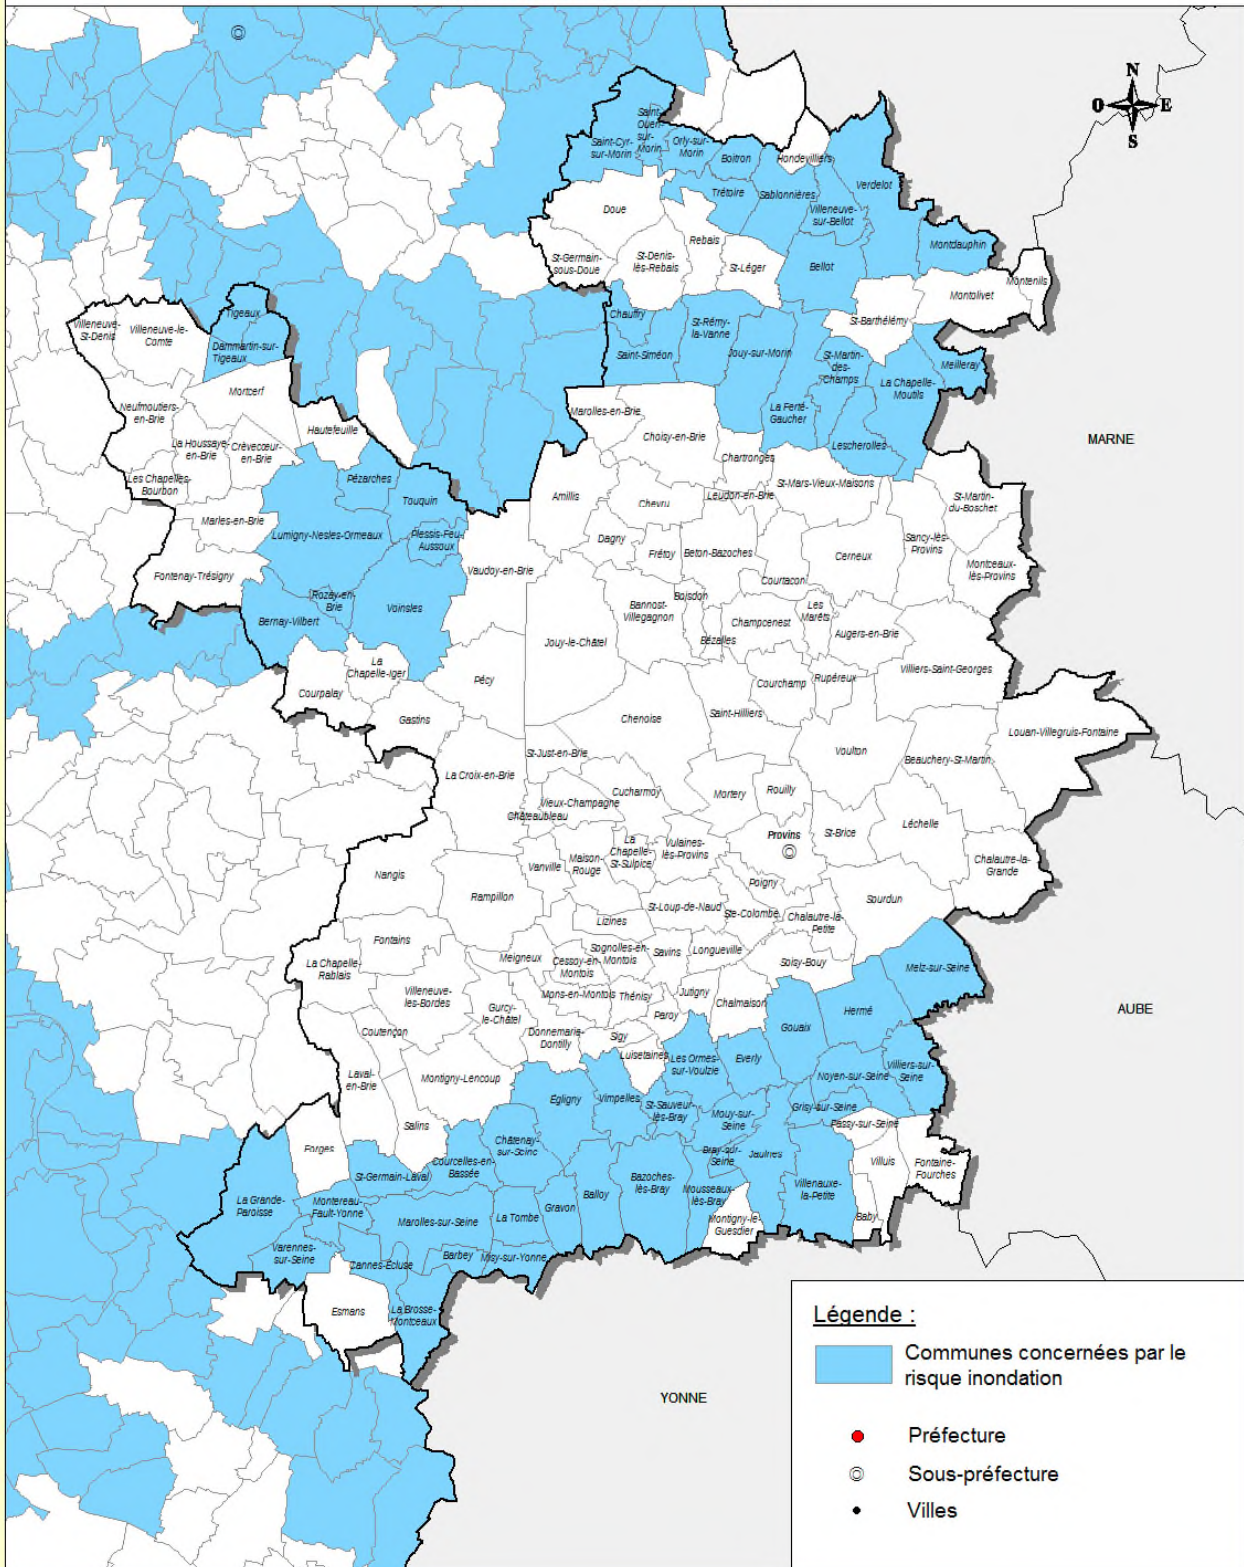 N
O
E
S
Saint-Cyr-
sur-Morin
Saint-
Ouen-
sur-
Morin
Orly-sur-
Morin
Boitron
Hondevilliers
Verdelot
Trétoire
Sablonnières
Villeneuve-
sur-Bellot
Doue
Rebais
Montdauphin
St-Germain-
sous-Doue
St-Denis-
lès-Rebais
St-Léger
Bellot
Montenils
Montolivet
Tigeaux
Chauffry
St-Rémy-
la-Vanne
St-Barthélémy
Villeneuve-
St-Denis
Villeneuve-le-
Comte
Dammartin-sur-
Tigeaux
Saint-Siméon
Jouy-sur-Morin
St-Martin-
des-
Champs
Meilleray
La Chapelle-
Moutils
Mortcerf
Neufmoutiers-
en-Brie
Marolles-en-Brie
La Ferté-
Gaucher
Hautefeuille
Choisy-en-Brie
MARNE
La Houssaye-
en-Brie
Crèvecœur-
en-Brie
Lescherolles
Chartronges
Les Chapelles-
Bourbon
Pézarches
St-Mars-Vieux-Maisons
Touquin
Amillis
Chevru
Leudon-en-Brie
St-Martin-
du-Boschet
Marles-en-Brie
Lumigny-Nesles-Ormeaux
Plessis-Feu-
Aussoux
Dagny
Frétoy
Beton-Bazoches
Cerneux
Sancy-lès-
Provins
Montceaux-
lès-Provins
Fontenay-Trésigny
Vaudoy-en-Brie
Courtacon
Rozay-en-
Brie
Voinsles
Bannost-
Villegagnon
Boisdon
Bernay-Vilbert
Champcenest
Les
Marêts
Augers-en-Brie
Jouy-le-Châtel
Bézalles
La
Chapelle-Iger
Courpalay
Pécy
Courchamp
Rupéreux
Villiers-Saint-Georges
Gastins
Chenoise
Saint-Hilliers
Louan-Villegruis-Fontaine
St-Just-en-Brie
Voulton
Beauchery-St-Martin
La Croix-en-Brie
Cucharmoy
Mortery
Rouilly
Vieux-Champagne
Châteaubleau
Provins
St-Brice
Léchelle
La
Chapelle-
St-Sulpice
Vulaines-
lès-Provins
Maison-
Rouge
Vanville
Chalautre-la-
Grande
Nangis
Rampillon
Poigny
Sourdun
St-Loup-de-Naud
Ste-Colombe
Chalautre-la-
Petite
Lizines
Fontains
Sognolles-en-
Montois
Savins
Longueville
Meigneux
Cessoy-en-
Montois
Soisy-Bouy
Melz-sur-Seine
La Chapelle-
Rablais
Villeneuve-
les-Bordes
Mons-en-Montois
Thénisy
Jutigny
Chalmaison
Gurcy-
le-Châtel
Paroy
Hermé
AUBE
Coutençon
Donnemarie-
Dontilly
Sigy
Gouaix
Luisetaines
Les Ormes-
sur-Voulzie
Everly
Laval-
en-Brie
Montigny-Lencoup
Noyen-sur-Seine
Villiers-sur-
Seine
Égligny
Vimpelles
St-Sauveur-
lès-Bray
Mouy-sur-
Seine
Grisy-sur-Seine
Passy-sur-Seine
Salins
Forges
Châtenay-
sur-Seine
Bray-sur-
Seine
Jaulnes
Villuis
Fontaine-
Fourches
St-Germain-Laval
Courcelles-en-
Bassée
Bazoches-
lès-Bray
Villenauxe-
la-Petite
La Grande-
Paroisse
Montereau-
Fault-Yonne
Balloy
Mousseaux-
lès-Bray
Gravon
La Tombe
Marolles-sur-Seine
Montigny-le-
Guesdier
Baby
Varennes-
sur-Seine
Cannes-Écluse
Barbey
Misy-sur-Yonne
Esmans
La Brosse-
Montceaux
YONNE
Légende :
Communes concernées par le
risque inondation
Préfecture
Sous-préfecture
Villes